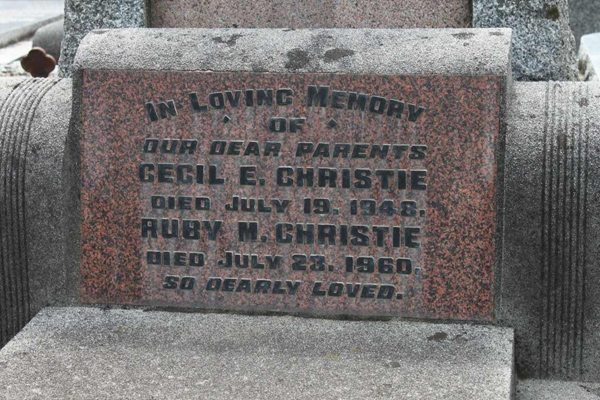 In Loving Memory
OF
OUR DEAR PARENTS
CECIL E. CHRISTIE
DIED JULY 19. 1948.
RUBY M. CHRISTIE
DIED JULY 23. 1960.
SO DEARLY LOVED.